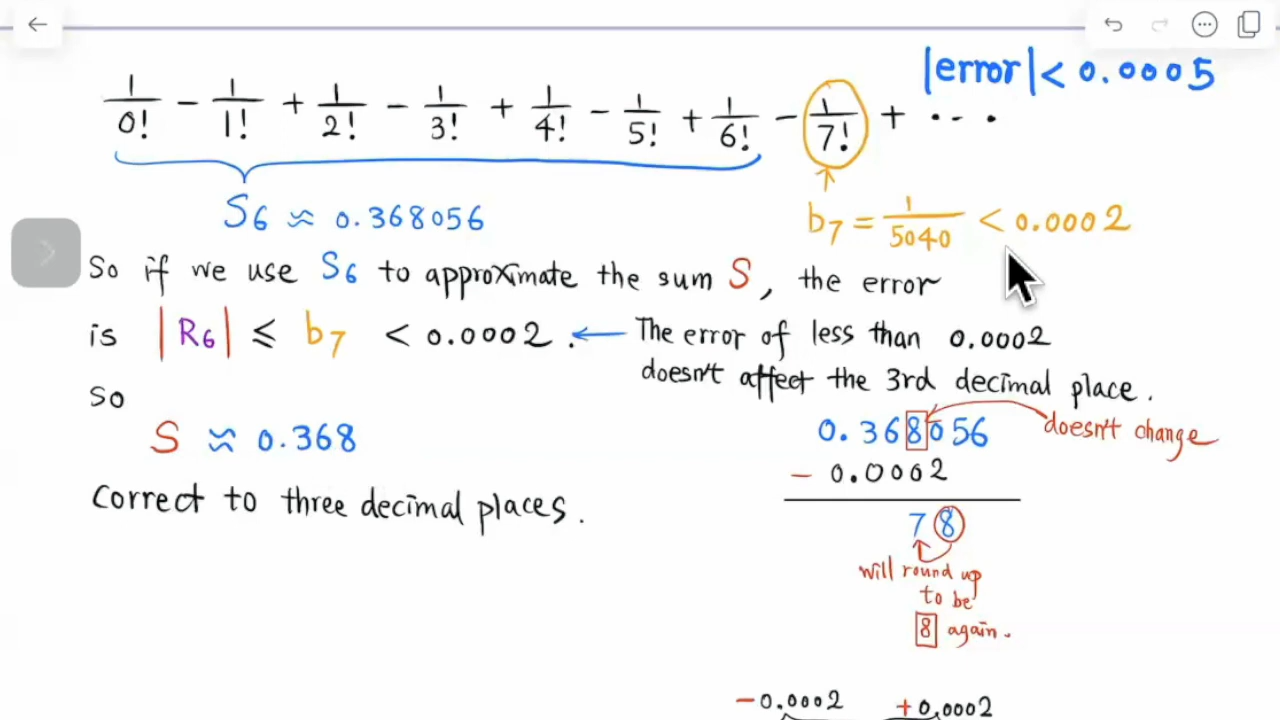 |error| < 0.0005
1/0! − 1/1! + 1/2! − 1/3! + 1/4! − 1/5! + 1/6! − 1/7! + ...
S6 ≈ 0.368056
b7 = 1/5040 < 0.0002
So if we use S6 to approximate the sum S, the error
is |R6| ≤ b7 < 0.0002. ← The error of less than 0.0002
doesn't affect the 3rd decimal place.
So
S ≈ 0.368
correct to three decimal places.
0.368056
doesn't change
− 0.0002
78
will round up
to be
8 again.
−0.0002 +0.0002